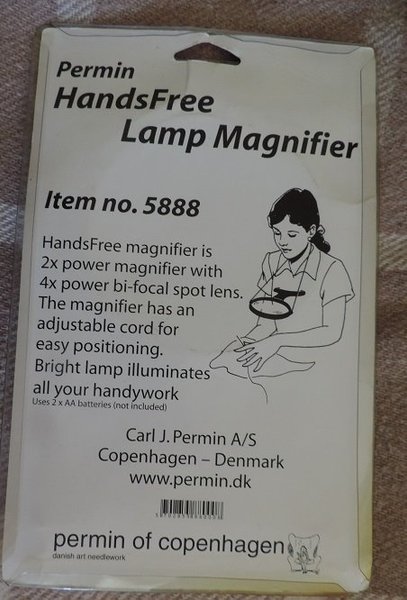 Permin
HandsFree
Lamp Magnifier
Item no. 5888
HandsFree magnifier is
2x power magnifier with
4x power bi-focal spot lens.
The magnifier has an
adjustable cord for
easy positioning.
Bright lamp illuminates
all your handywork
Uses 2 x AA batteries (not included)
Carl J. Permin A/S
Copenhagen – Denmark
www.permin.dk
permin of copenhagen
danish art needlework